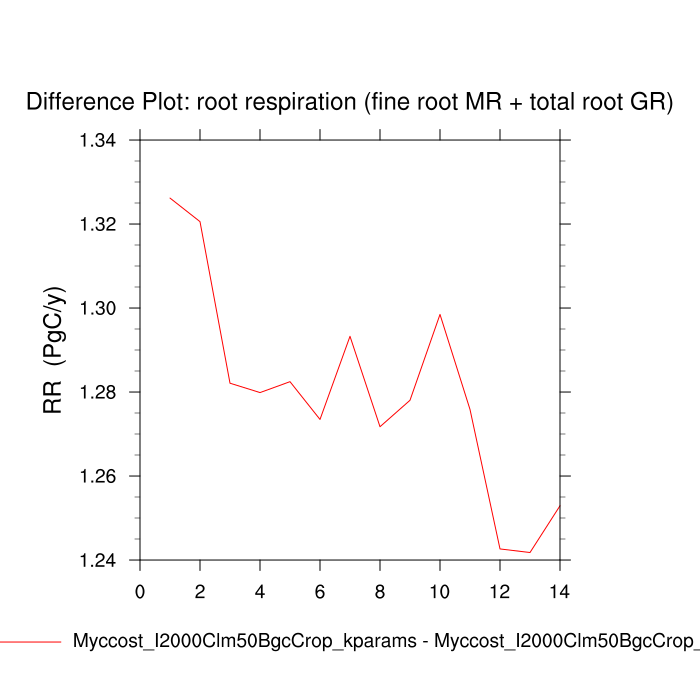 Difference Plot: root respiration (fine root MR + total root GR)
1.34
1.32
1.30
1.28
1.26
1.24
RR (PgC/y)
0 2 4 6 8 10 12 14
Myccost_I2000Clm50BgcCrop_kparams - Myccost_I2000Clm50BgcCrop_